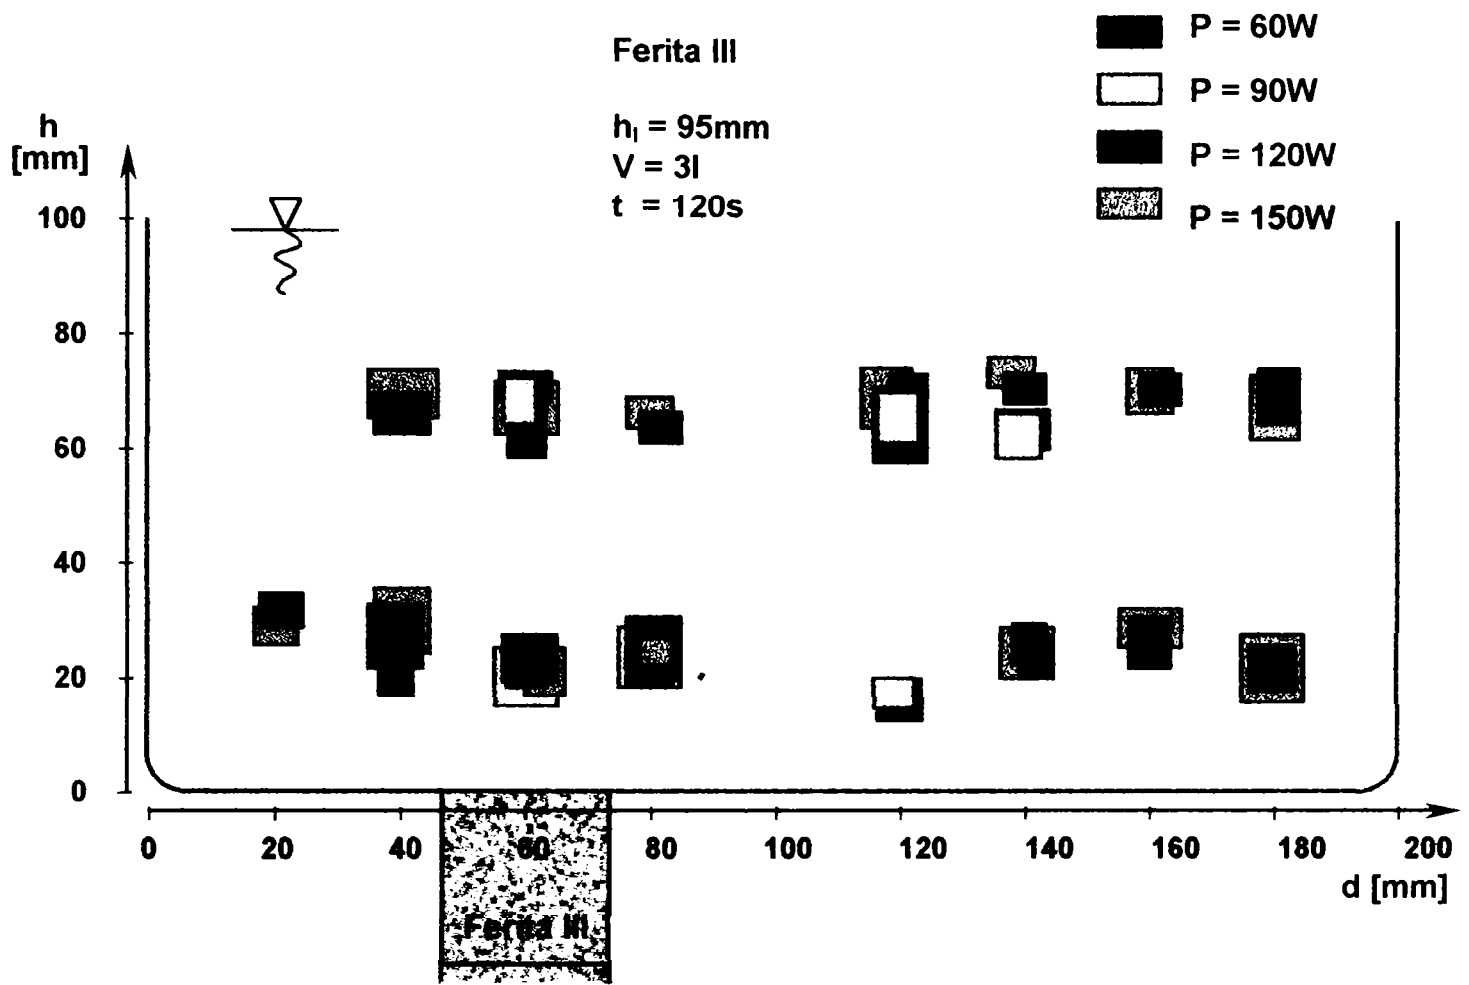 Ferita III
hₗ = 95mm
V = 3l
t = 120s
P = 60W
P = 90W
P = 120W
P = 150W
h
[mm]
100
80
60
40
20
0
0 20 40 60 80 100 120 140 160 180 200
d [mm]
Ferita III